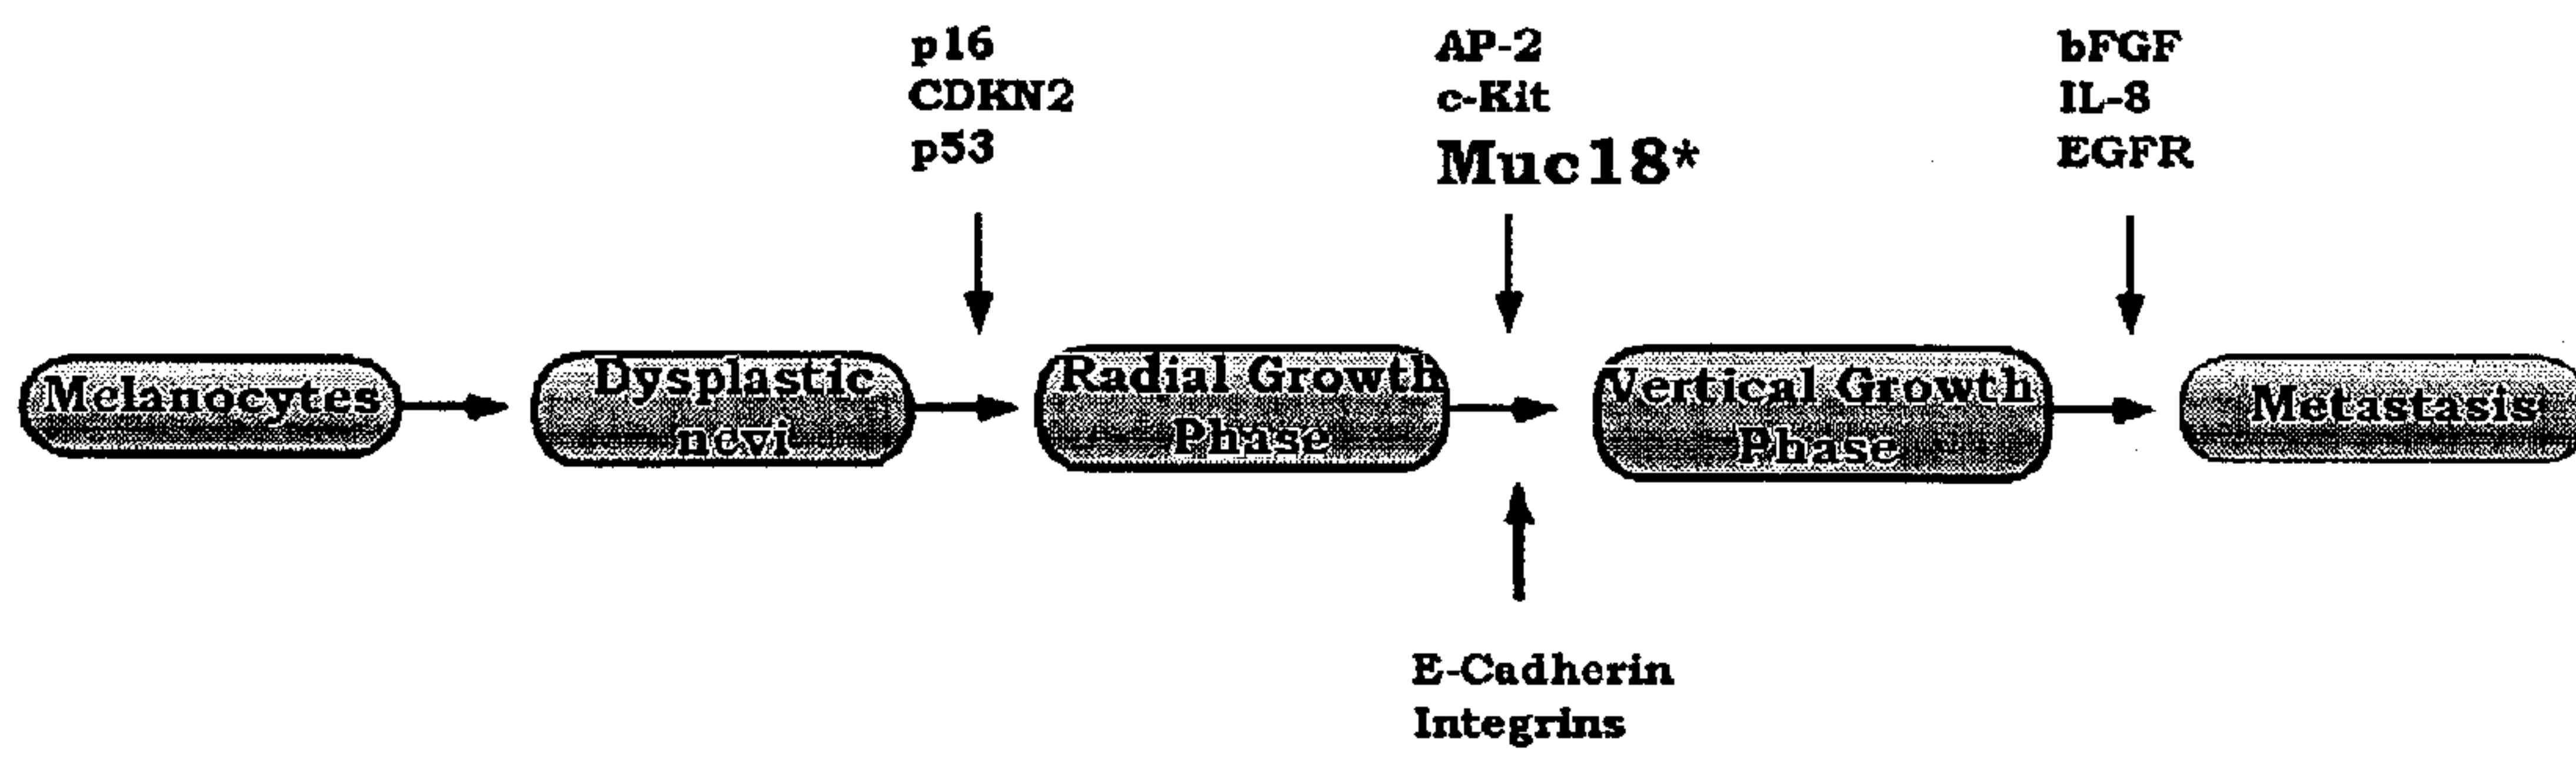 p16
CDKN2
p53
AP-2
c-Kit
Muc18*
bFGF
IL-8
EGFR
Melanocytes
Dysplastic
nevi
Radial Growth
Phase
Vertical Growth
Phase
Metastasis
E-Cadherin
Integrins